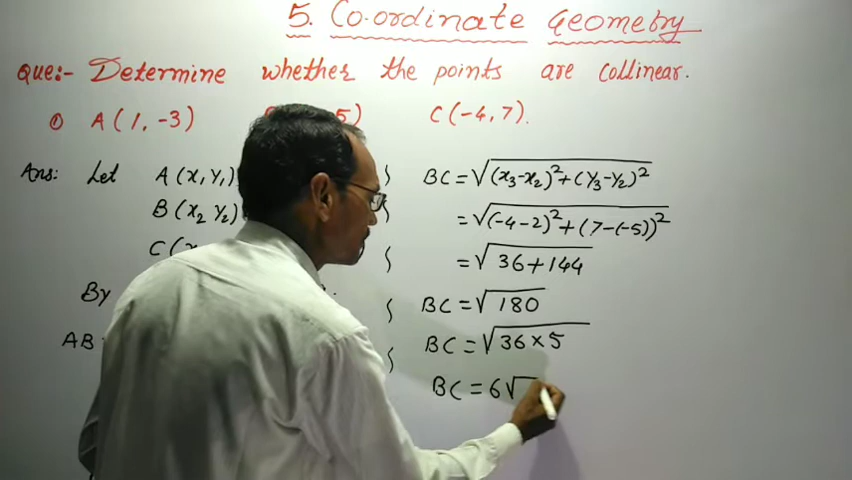 5. Co-ordinate Geometry
Que:- Determine whether the points are collinear.
① A(1, -3) 5) C(-4, 7).
Ans: Let A(x, y₁)
B(x₂ y₂)
C(
By
AB
BC = √(x₃-x₂)²+(y₃-y₂)²
= √(-4-2)²+(7-(-5))²
= √36+144
BC = √180
BC = √36×5
BC = 6√